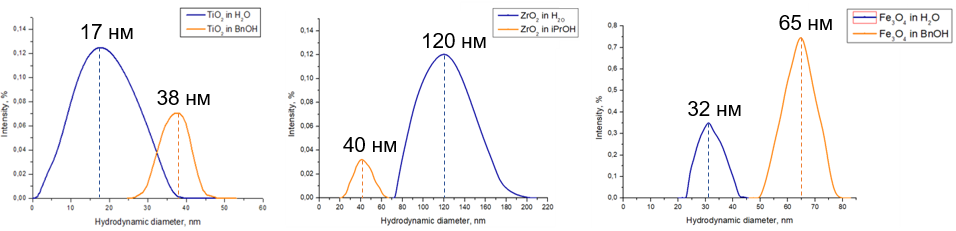 TiO₂ in H₂O
TiO₂ in BnOH
17 нм
38 нм
0,14
0,12
0,10
0,08
0,06
0,04
0,02
0,00
Intensity, %
0 10 20 30 40 50 60
Hydrodynamic diameter, nm
ZrO₂ in H₂O
ZrO₂ in iPrOH
120 нм
40 нм
0,14
0,12
0,10
0,08
0,06
0,04
0,02
0,00
Intensity, %
0 20 40 60 80 100 120 140 160 180 200 220
Hydrodynamic diameter, nm
Fe₃O₄ in H₂O
Fe₃O₄ in BnOH
65 нм
32 нм
0,8
0,7
0,6
0,5
0,4
0,3
0,2
0,1
0,0
Intensity, %
0 10 20 30 40 50 60 70 80
Hydrodynamic diameter, nm